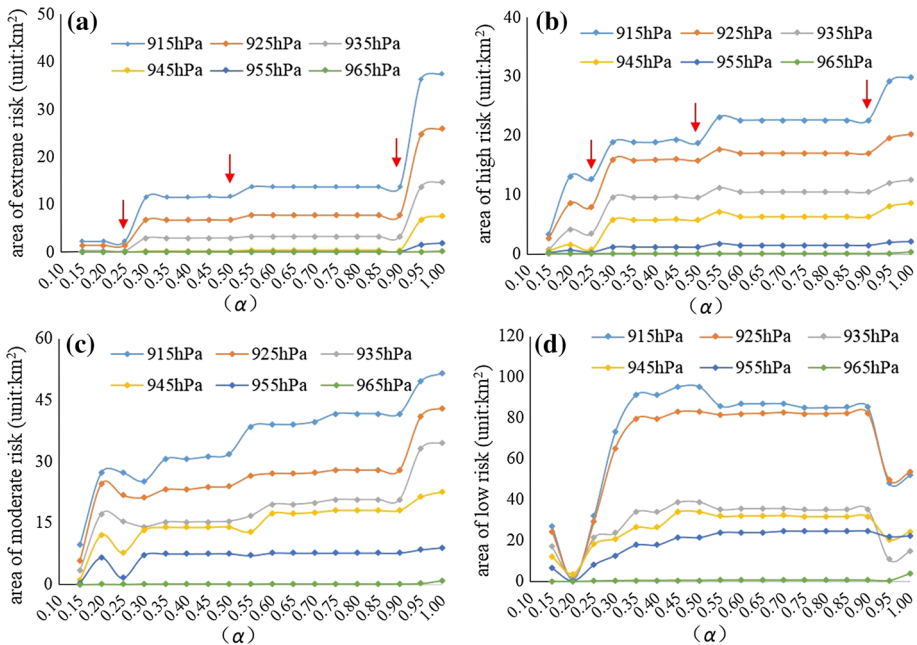 (a)
area of extreme risk (unit:km²)
50
40
30
20
10
0
915hPa 925hPa 935hPa
945hPa 955hPa 965hPa
0.10 0.15 0.20 0.25 0.30 0.35 0.40 0.45 0.50 0.55 0.60 0.65 0.70 0.75 0.80 0.85 0.90 0.95 1.00
(α)
(b)
area of high risk (unit:km²)
40
30
20
10
0
915hPa 925hPa 935hPa
945hPa 955hPa 965hPa
0.10 0.15 0.20 0.25 0.30 0.35 0.40 0.45 0.50 0.55 0.60 0.65 0.70 0.75 0.80 0.85 0.90 0.95 1.00
(α)
(c)
area of moderate risk (unit:km²)
60
45
30
15
0
915hPa 925hPa 935hPa
945hPa 955hPa 965hPa
0.10 0.15 0.20 0.25 0.30 0.35 0.40 0.45 0.50 0.55 0.60 0.65 0.70 0.75 0.80 0.85 0.90 0.95 1.00
(α)
(d)
area of low risk (unit:km²)
120
100
80
60
40
20
0
915hPa 925hPa 935hPa
945hPa 955hPa 965hPa
0.10 0.15 0.20 0.25 0.30 0.35 0.40 0.45 0.50 0.55 0.60 0.65 0.70 0.75 0.80 0.85 0.90 0.95 1.00
(α)